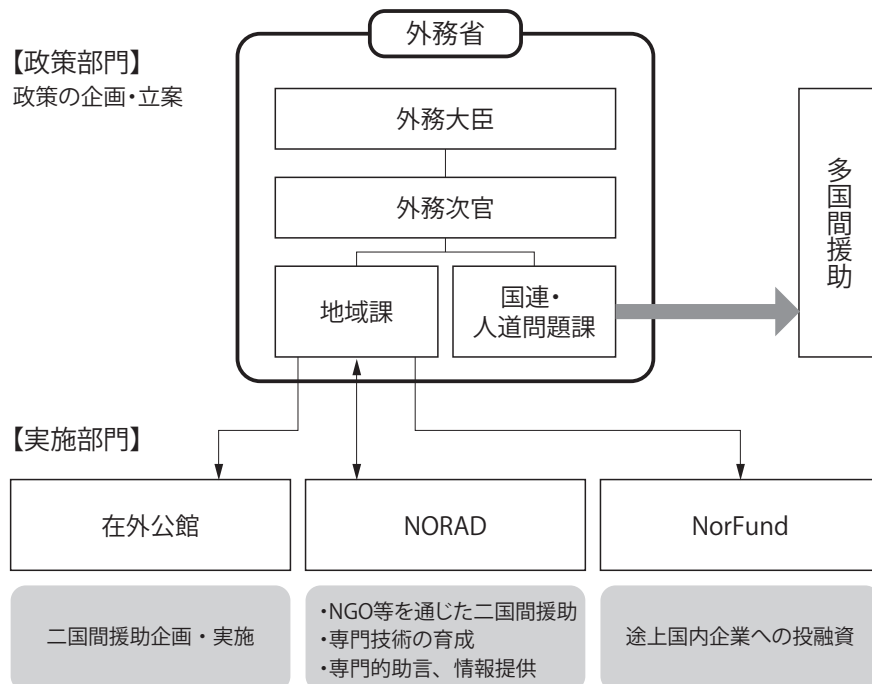 外務省
【政策部門】
政策の企画・立案
外務大臣
外務次官
地域課
国連・
人道問題課
多国間援助
【実施部門】
在外公館
NORAD
NorFund
二国間援助企画・実施
・NGO等を通じた二国間援助
・専門技術の育成
・専門的助言、情報提供
途上国内企業への投融資